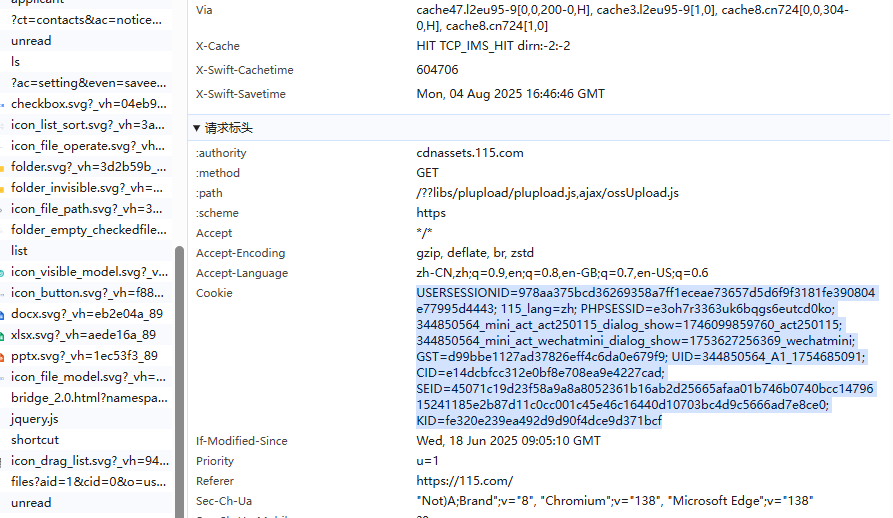 applicant
?ct=contacts&ac=notice...
unread
ls
?ac=setting&even=savee...
checkbox.svg?_vh=04eb9...
icon_list_sort.svg?_vh=3a...
icon_file_operate.svg?_vh...
folder.svg?_vh=3d2b59b_...
folder_invisible.svg?_vh=...
icon_file_path.svg?_vh=3...
folder_empty_checkedfile...
list
icon_visible_model.svg?_v...
icon_button.svg?_vh=f88...
docx.svg?_vh=eb2e04a_89
xlsx.svg?_vh=aede16a_89
pptx.svg?_vh=1ec53f3_89
icon_file_model.svg?_vh=...
bridge_2.0.html?namespa...
jquery.js
shortcut
icon_drag_list.svg?_vh=94...
files?aid=1&cid=0&o=us...
unread
Via cache47.l2eu95-9[0,0,200-0,H], cache3.l2eu95-9[1,0], cache8.cn724[0,0,304-
0,H], cache8.cn724[1,0]
X-Cache HIT TCP_IMS_HIT dirn:-2:-2
X-Swift-Cachetime 604706
X-Swift-Savetime Mon, 04 Aug 2025 16:46:46 GMT
▼ 请求标头
:authority cdnassets.115.com
:method GET
:path /??libs/plupload/plupload.js,ajax/ossUpload.js
:scheme https
Accept */*
Accept-Encoding gzip, deflate, br, zstd
Accept-Language zh-CN,zh;q=0.9,en;q=0.8,en-GB;q=0.7,en-US;q=0.6
Cookie USERSESSIONID=978aa375bcd36269358a7ff1eceae73657d5d6f9f3181fe390804
e77995d4443; 115_lang=zh; PHPSESSID=e3oh7r3363uk6bqgs6eutcd0ko;
344850564_mini_act_act250115_dialog_show=1746099859760_act250115;
344850564_mini_act_wechatmini_dialog_show=1753627256369_wechatmini;
GST=d99bbe1127ad37826eff4c6da0e679f9; UID=344850564_A1_1754685091;
CID=e14dcbfcc312e0bf8e708ea9e4227cad;
SEID=45071c19d23f58a9a8a8052361b16ab2d25665afaa01b746b0740bcc14796
15241185e2b87d11c0cc001c45e46c16440d10703bc4d9c5666ad7e8ce0;
KID=fe320e239ea492d9d90f4dce9d371bcf
If-Modified-Since Wed, 18 Jun 2025 09:05:10 GMT
Priority u=1
Referer https://115.com/
Sec-Ch-Ua "Not)A;Brand";v="8", "Chromium";v="138", "Microsoft Edge";v="138"